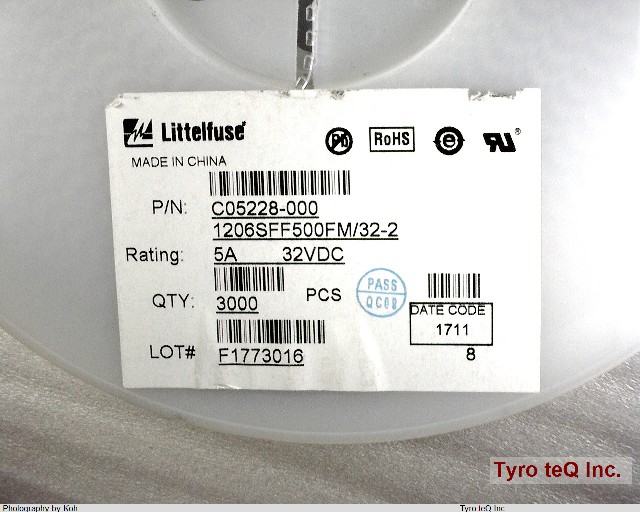 Littelfuse®
Pb
RoHS
e
®
MADE IN CHINA
P/N: C05228-000
1206SFF500FM/32-2
Rating: 5A 32VDC
QTY: 3000 PCS
PASS
DATE CODE
1711
LOT# F1773016
8
Tyro teQ Inc.
Photography by Koh
Tyro teQ Inc